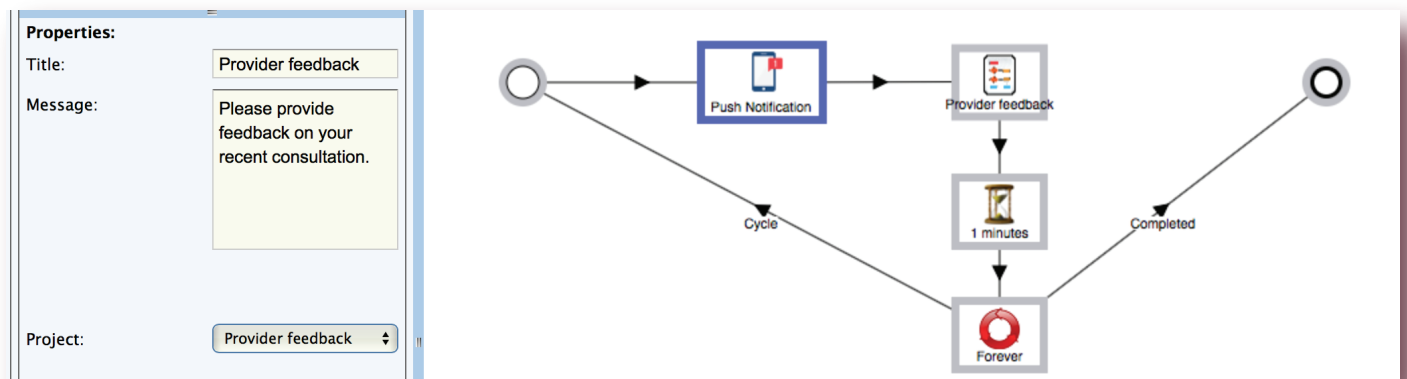 Properties:
Title:
Provider feedback
Message:
Please provide
feedback on your
recent consultation.
Project:
Provider feedback
Push Notification
Provider feedback
1 minutes
Cycle
Completed
Forever